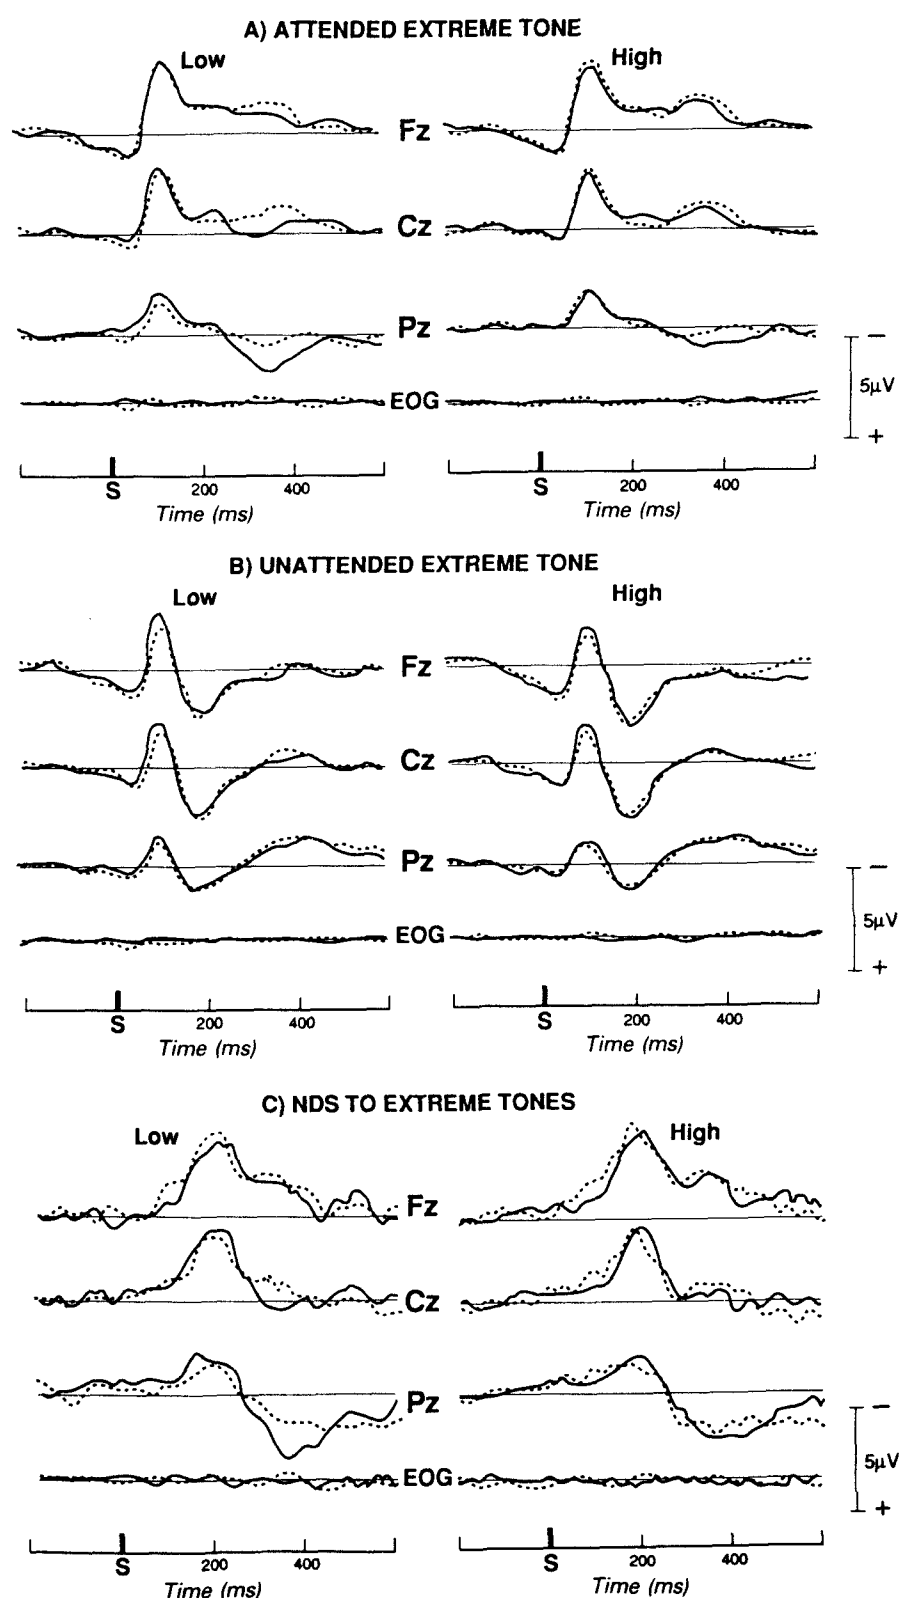 A) ATTENDED EXTREME TONE
Low High
Fz
Cz
Pz
−
5µV
EOG
+
S 200 400 S 200 400
Time (ms) Time (ms)
B) UNATTENDED EXTREME TONE
Low High
Fz
Cz
Pz
−
5µV
EOG
+
S 200 400 S 200 400
Time (ms) Time (ms)
C) NDS TO EXTREME TONES
Low High
Fz
Cz
Pz
−
5µV
EOG
+
S 200 400 S 200 400
Time (ms) Time (ms)